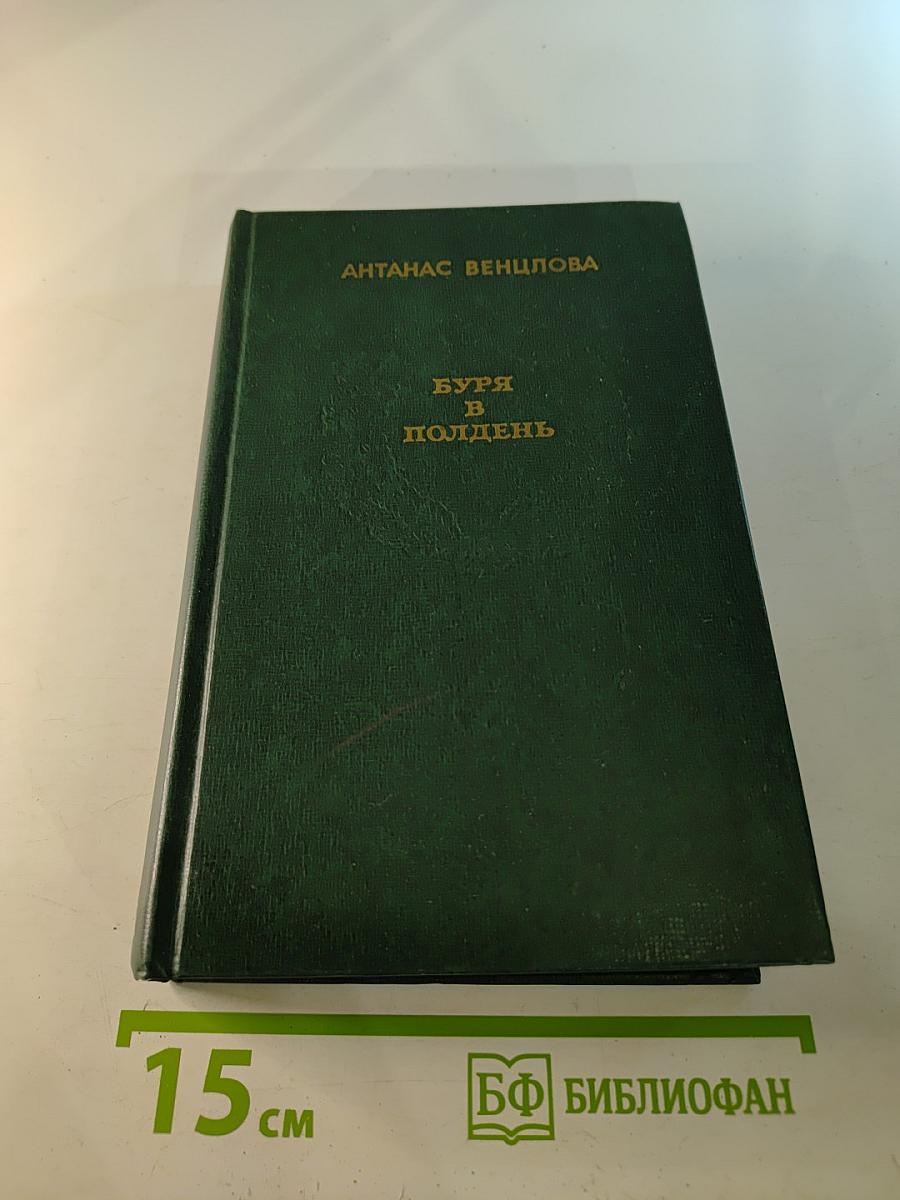 АНТАНАС ВЕНЦЛОВА
БУРЯ
В
ПОЛДЕНЬ
15 см
БФ БИБЛИОФАН